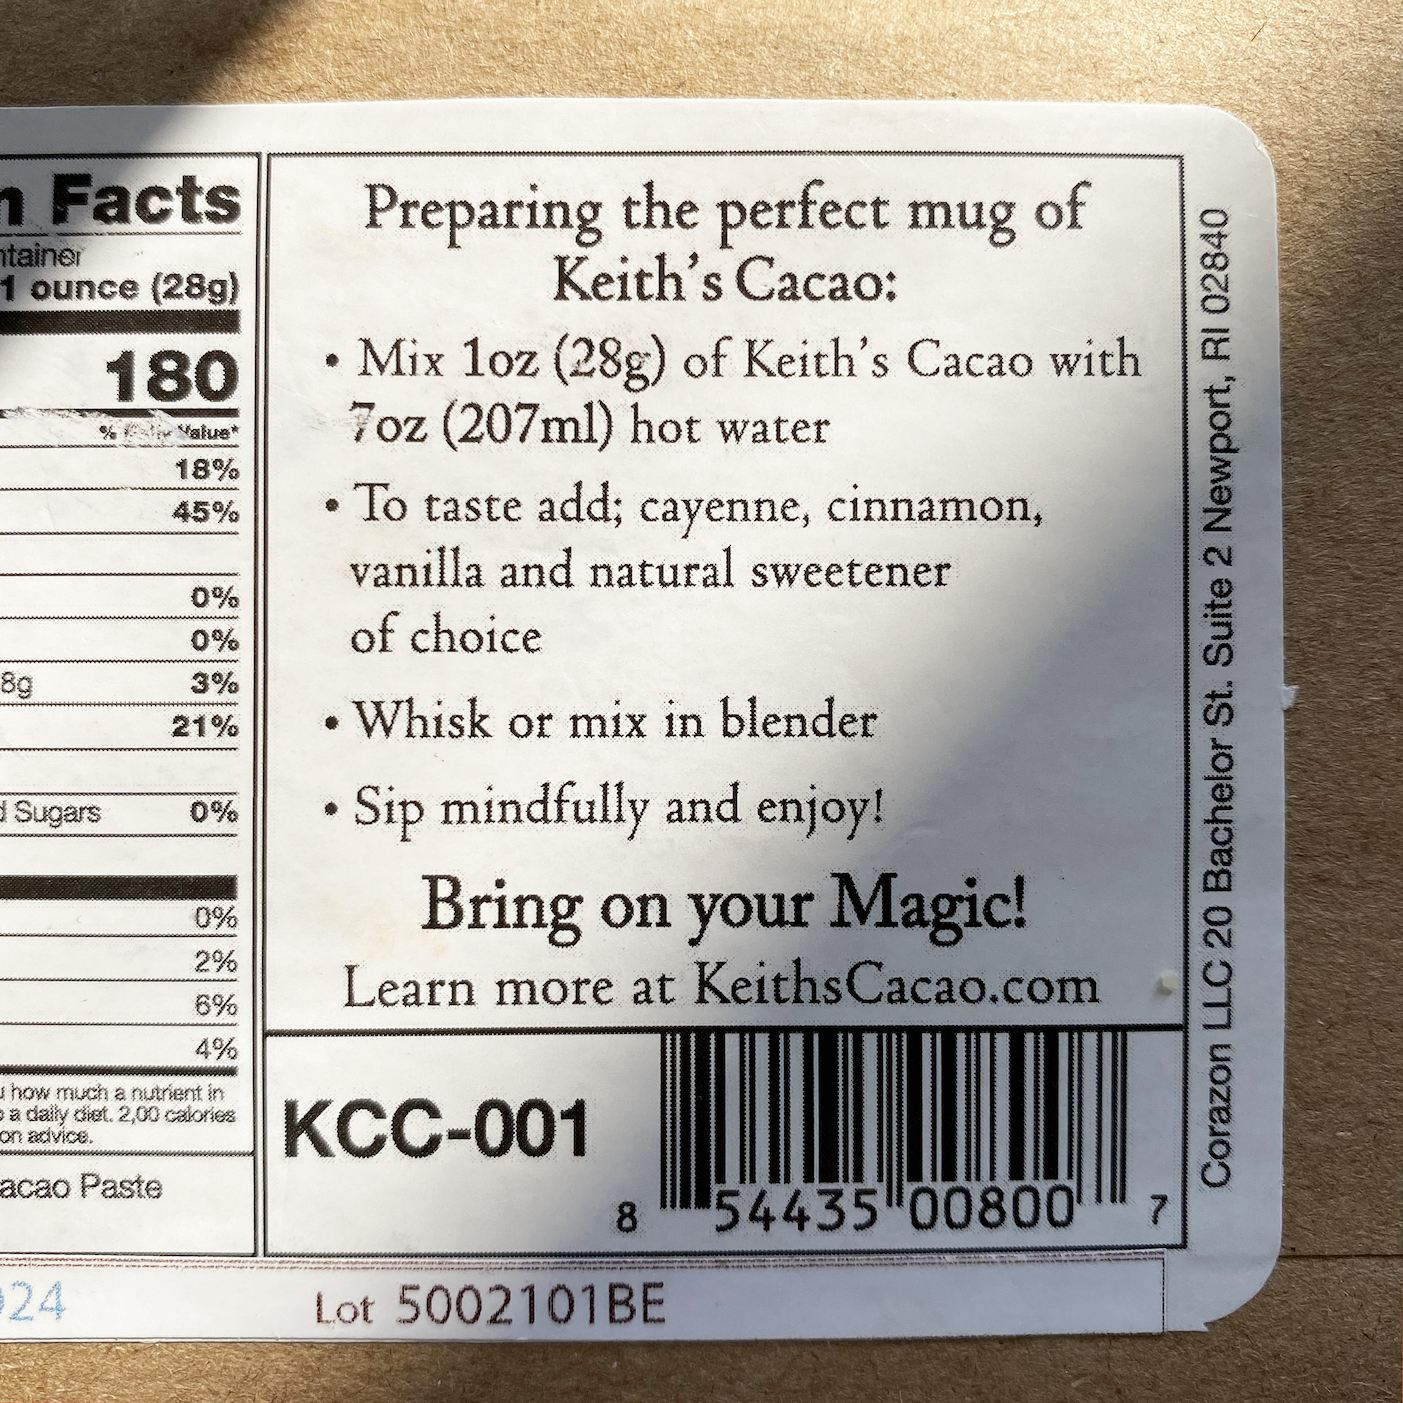 Facts
1 ounce (28g)
180
% Value*
18%
45%
0%
0%
8g 3%
21%
Sugars 0%
0%
2%
6%
4%
how much a nutrient in
a daily diet. 2,00 calories
on advice.
Paste
Preparing the perfect mug of
Keith's Cacao:
• Mix 1oz (28g) of Keith's Cacao with
7oz (207ml) hot water
• To taste add; cayenne, cinnamon,
vanilla and natural sweetener
of choice
• Whisk or mix in blender
• Sip mindfully and enjoy!
Bring on your Magic!
Learn more at KeithsCacao.com
KCC-001
8 54435 00800 7
Corazon LLC 20 Bachelor St. Suite 2 Newport, RI 02840
24
Lot 5002101BE